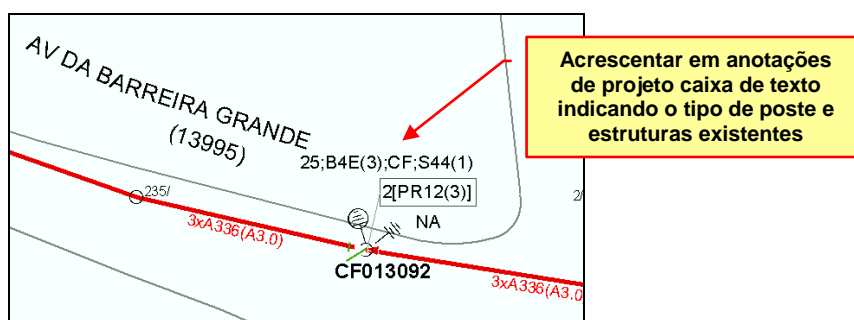 AV DA BARREIRA GRANDE
(13995)
Acrescentar em anotações
de projeto caixa de texto
indicando o tipo de poste e
estruturas existentes
25;B4E(3);CF;S44(1)
2[PR12(3)]
NA
235/
2/
3xA336(A3.0)
CF013092
3xA336(A3.0